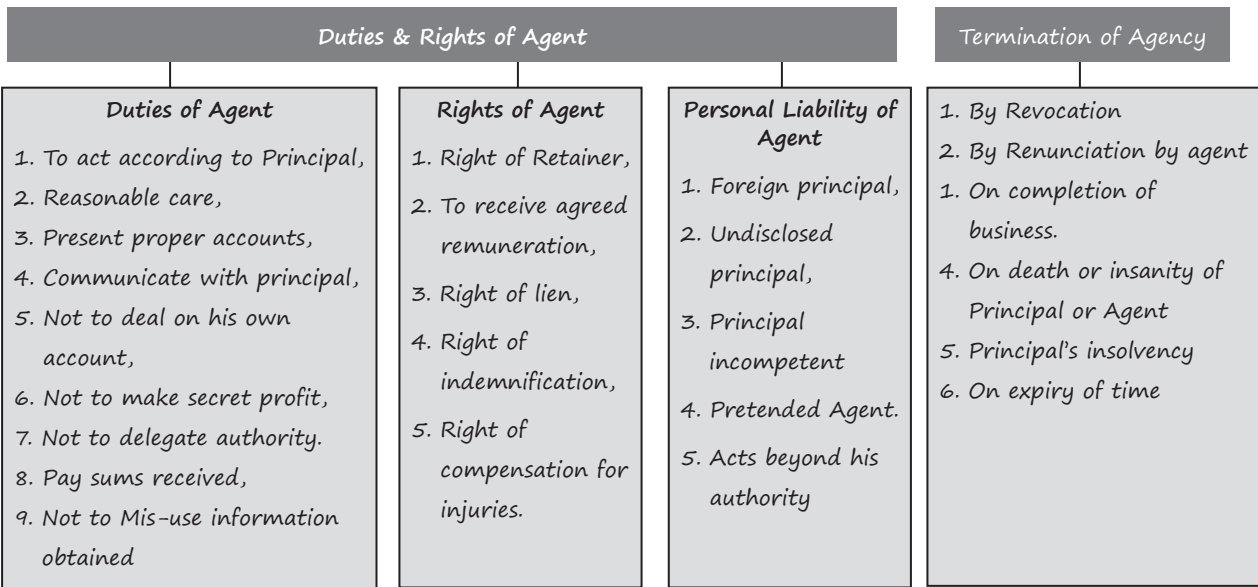 Duties & Rights of Agent
Duties of Agent
1. To act according to Principal,
2. Reasonable care,
3. Present proper accounts,
4. Communicate with principal,
5. Not to deal on his own
account,
6. Not to make secret profit,
7. Not to delegate authority.
8. Pay sums received,
9. Not to Mis-use information
obtained
Rights of Agent
1. Right of Retainer,
2. To receive agreed
remuneration,
3. Right of lien,
4. Right of
indemnification,
5. Right of
compensation for
injuries.
Personal Liability of
Agent
1. Foreign principal,
2. Undisclosed
principal,
3. Principal
incompetent
4. Pretended Agent.
5. Acts beyond his
authority
Termination of Agency
1. By Revocation
2. By Renunciation by agent
1. On completion of
business.
4. On death or insanity of
Principal or Agent
5. Principal's insolvency
6. On expiry of time